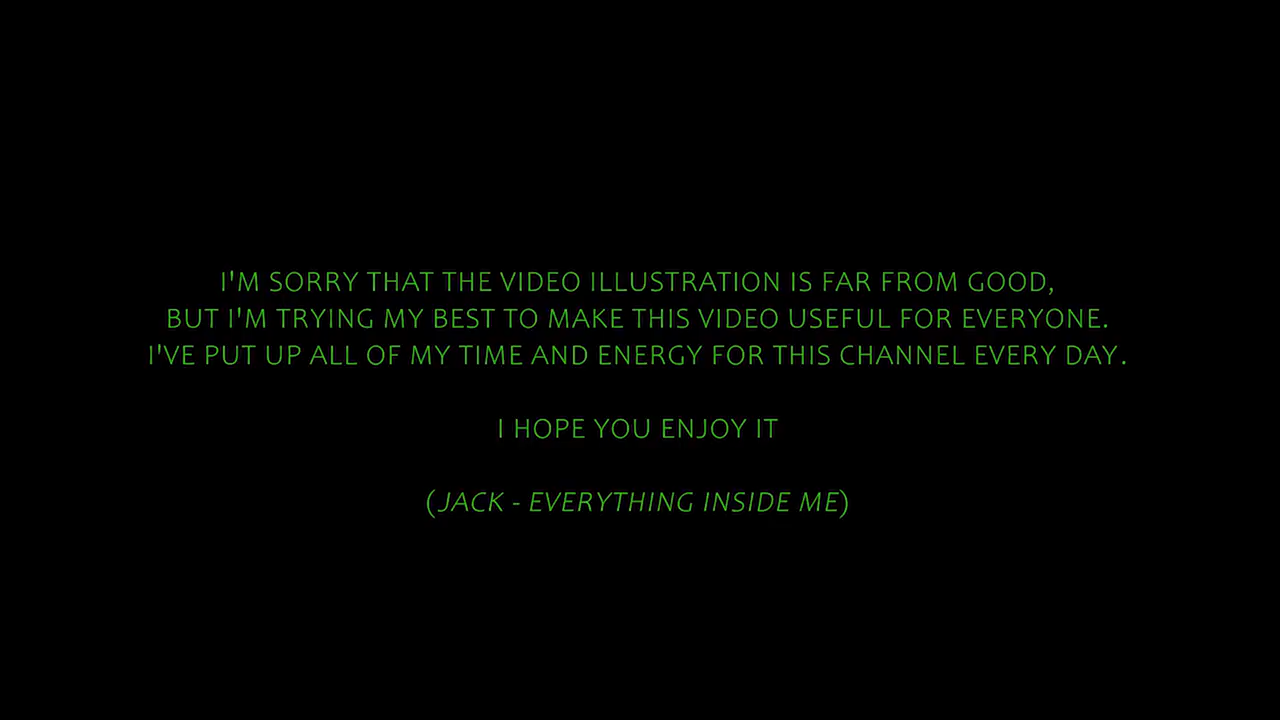 I'M SORRY THAT THE VIDEO ILLUSTRATION IS FAR FROM GOOD,
BUT I'M TRYING MY BEST TO MAKE THIS VIDEO USEFUL FOR EVERYONE.
I'VE PUT UP ALL OF MY TIME AND ENERGY FOR THIS CHANNEL EVERY DAY.
I HOPE YOU ENJOY IT
(JACK - EVERYTHING INSIDE ME)